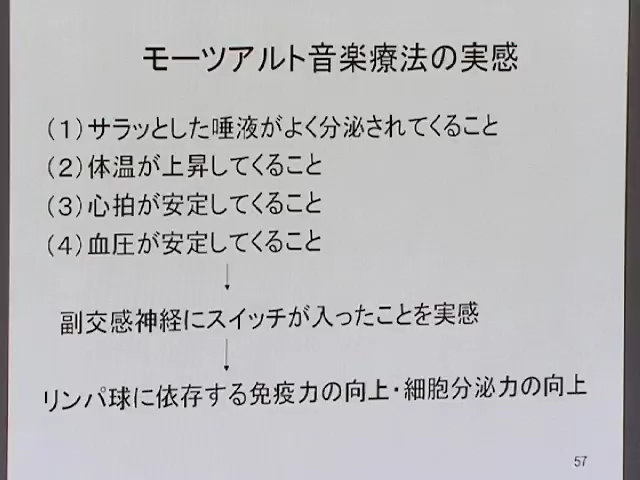 モーツアルト音楽療法の実感
(1)サラッとした唾液がよく分泌されてくること
(2)体温が上昇してくること
(3)心拍が安定してくること
(4)血圧が安定してくること
↓
副交感神経にスイッチが入ったことを実感
↓
リンパ球に依存する免疫力の向上・細胞分泌力の向上
57